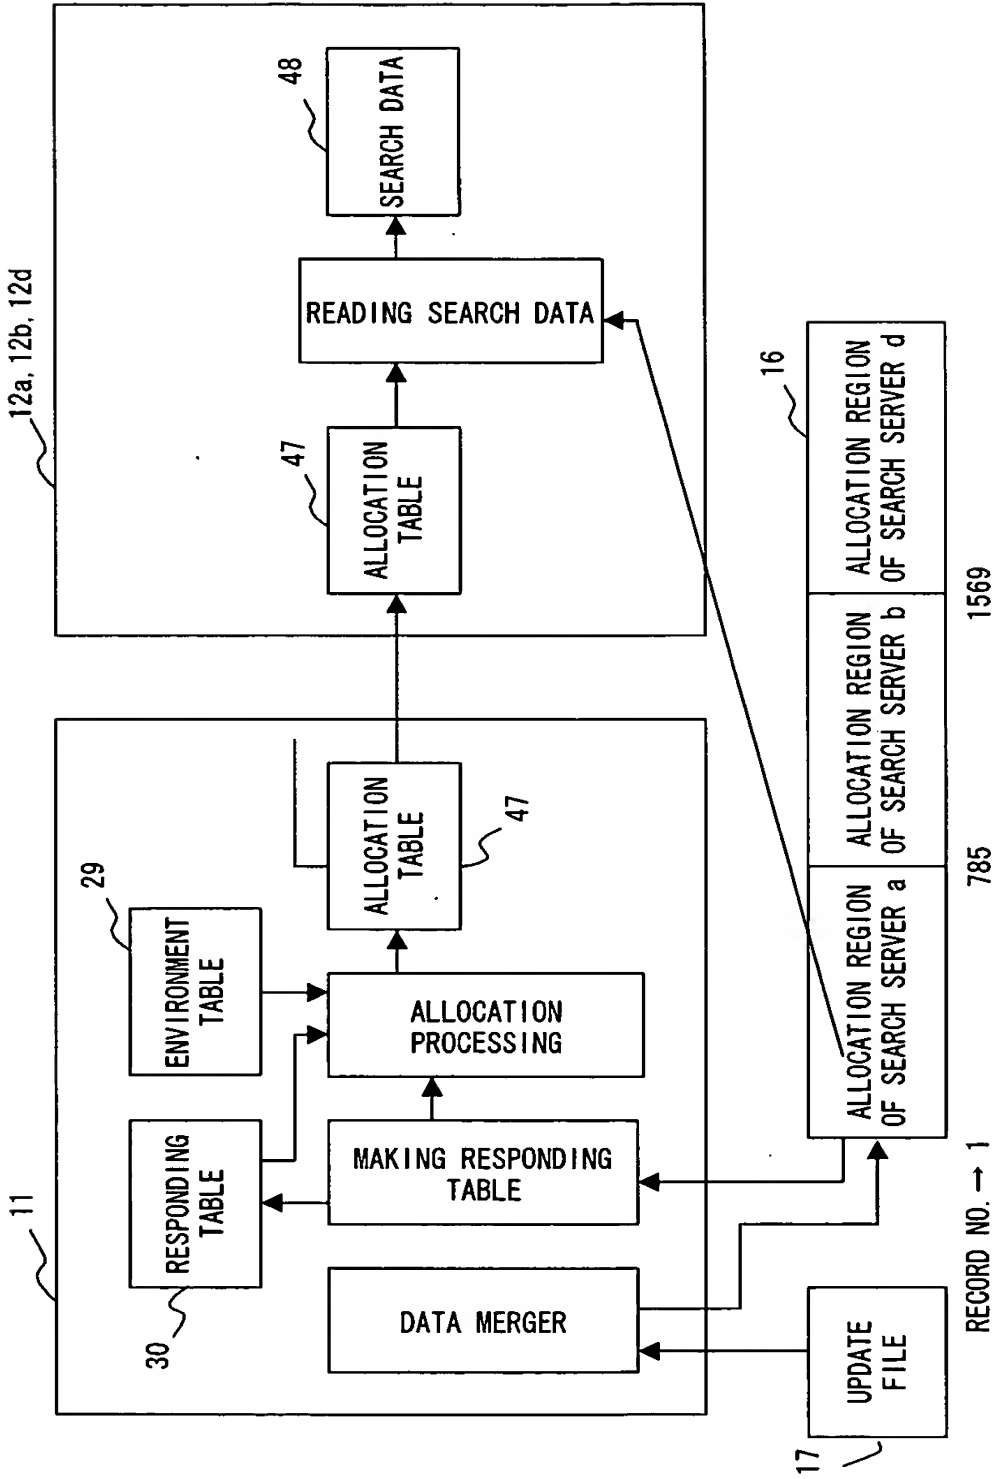 11
12a, 12b, 12d
30
RESPONDING
TABLE
29
ENVIRONMENT
TABLE
DATA MERGER
MAKING RESPONDING
TABLE
ALLOCATION
PROCESSING
ALLOCATION
TABLE
47
47
ALLOCATION
TABLE
READING SEARCH DATA
48
SEARCH DATA
17
UPDATE
FILE
16
ALLOCATION REGION
OF SEARCH SERVER a
ALLOCATION REGION
OF SEARCH SERVER b
ALLOCATION REGION
OF SEARCH SERVER d
RECORD NO. → 1
785
1569